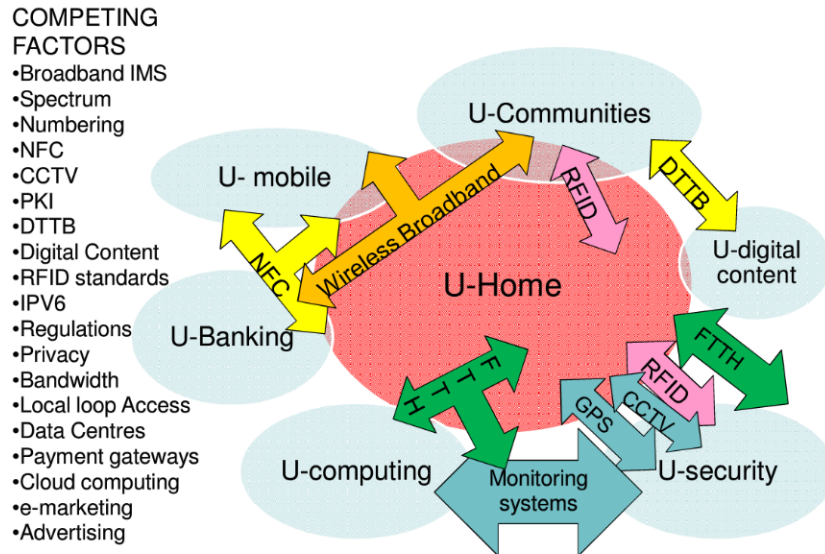 COMPETING
FACTORS
•Broadband IMS
•Spectrum
•Numbering
•NFC
•CCTV
•PKI
•DTTB
•Digital Content
•RFID standards
•IPV6
•Regulations
•Privacy
•Bandwidth
•Local loop Access
•Data Centres
•Payment gateways
•Cloud computing
•e-marketing
•Advertising
U-Communities
U- mobile
Wireless Broadband
RFID
DTTB
U-digital
content
NFC
U-Home
U-Banking
FTTH
FTTH
RFID
CCTV
GPS
U-computing
Monitoring
systems
U-security